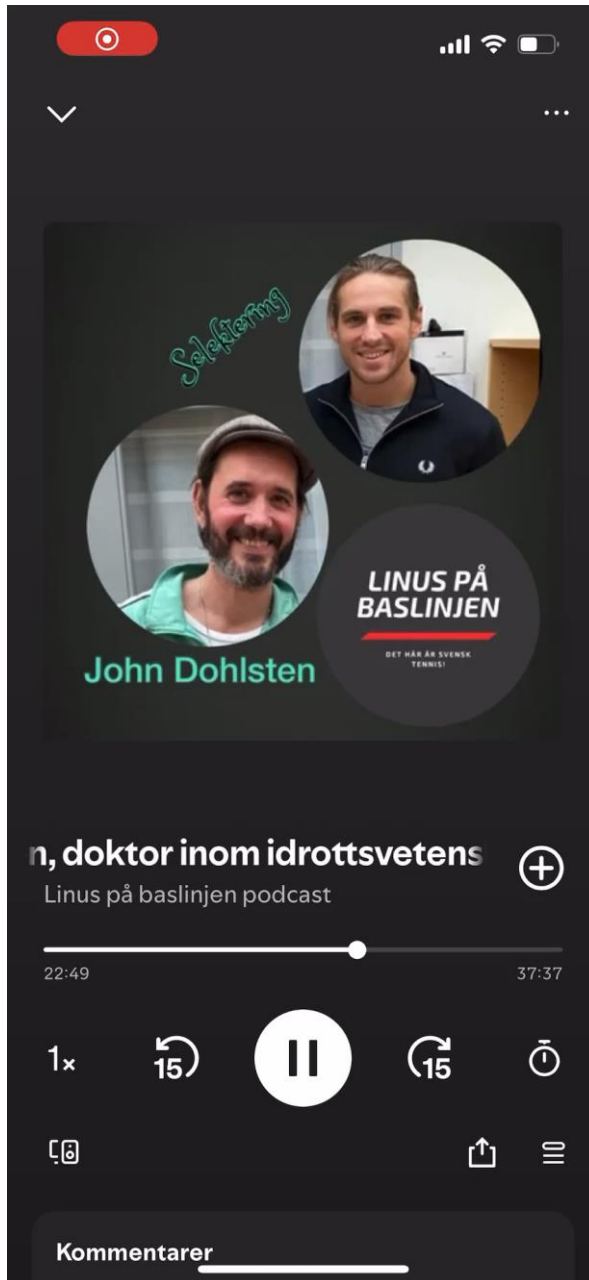 Selektering
John Dohlsten
LINUS PÅ
BASLINJEN
DET HÄR ÄR SVENSK
TENNIS!
n, doktor inom idrottsvetens
Linus på baslinjen podcast
22:49
37:37
1x
15
15
Kommentarer